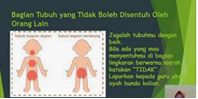 Bagian Tubuh yang Tidak Boleh Disentuh Oleh
Orang Lain
Jagalah tubuhmu dengan
baik.
Bila ada yang mau
menyentuhmu di bagian
lingkaran berwarna merah
katakan "TIDAK".
Laporkan kepada guru atau
ayah bunda kalian.